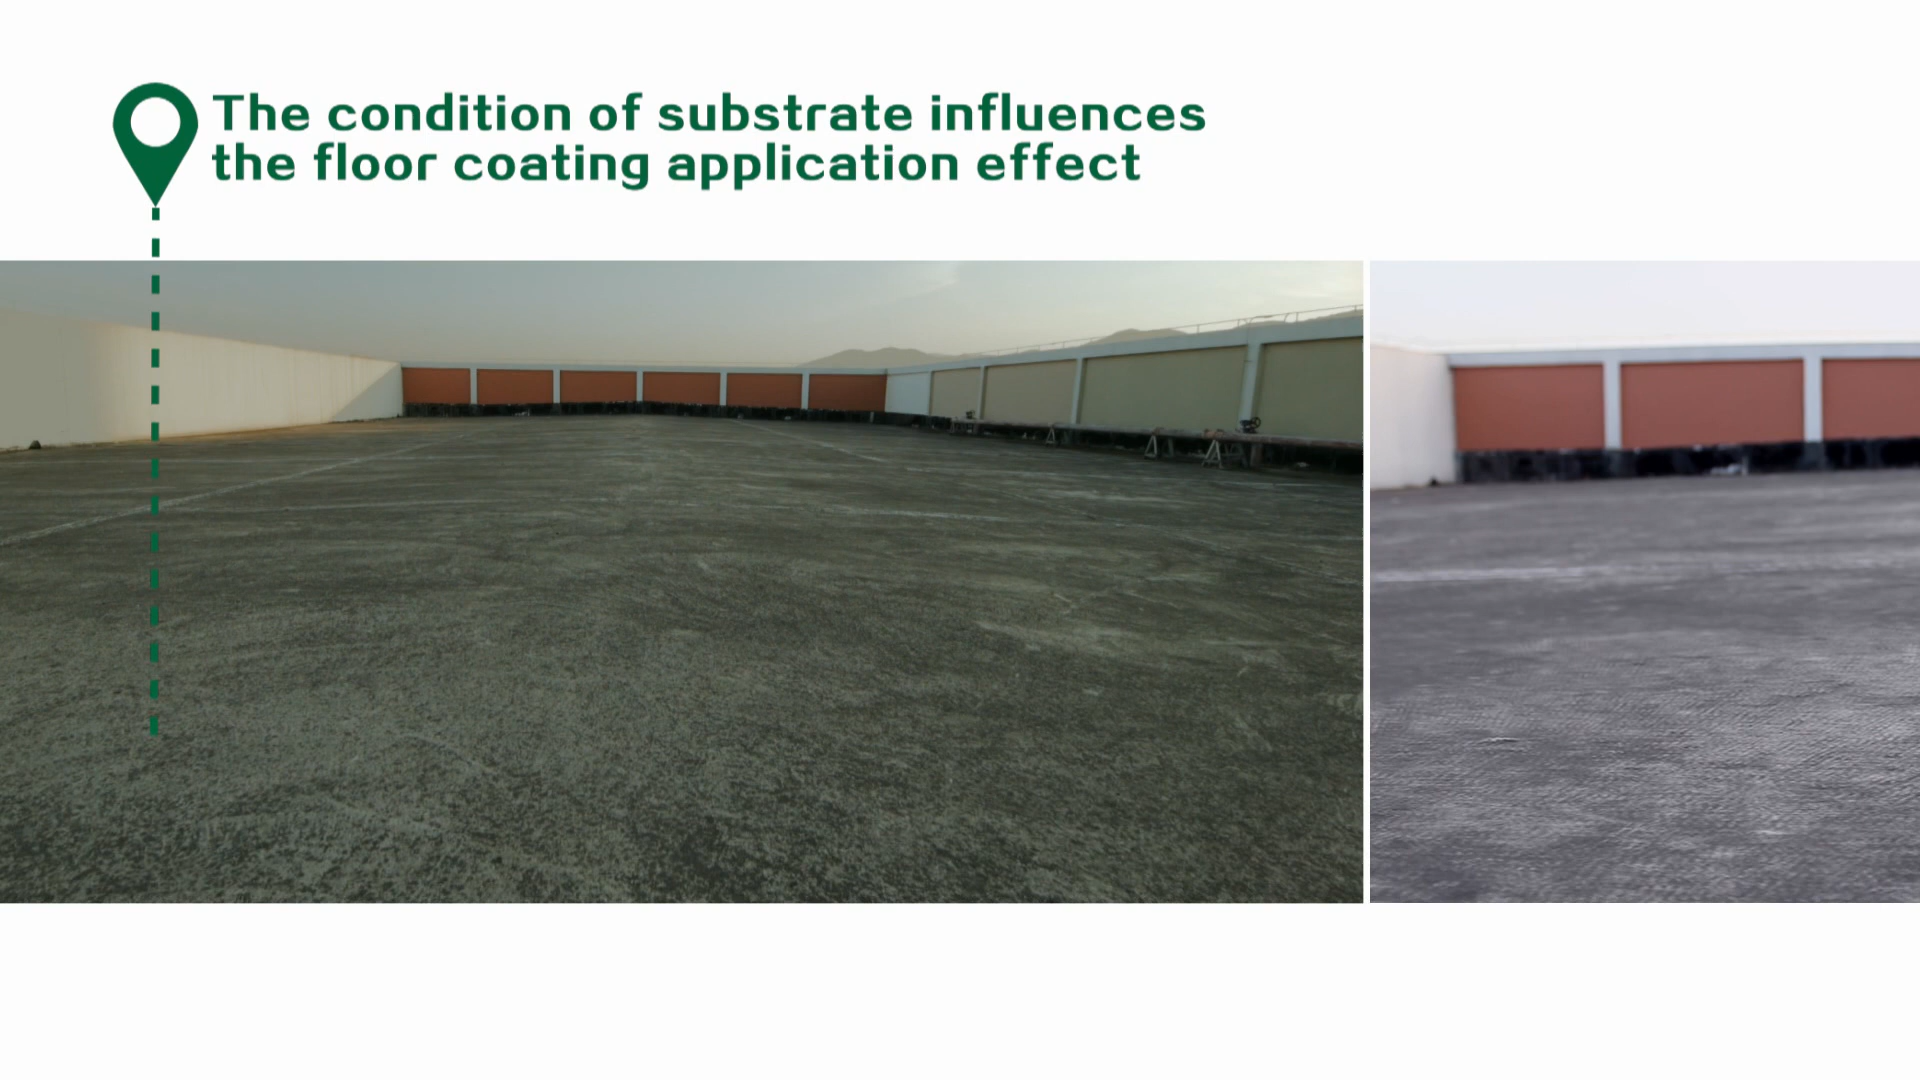 The condition of substrate influences
the floor coating application effect